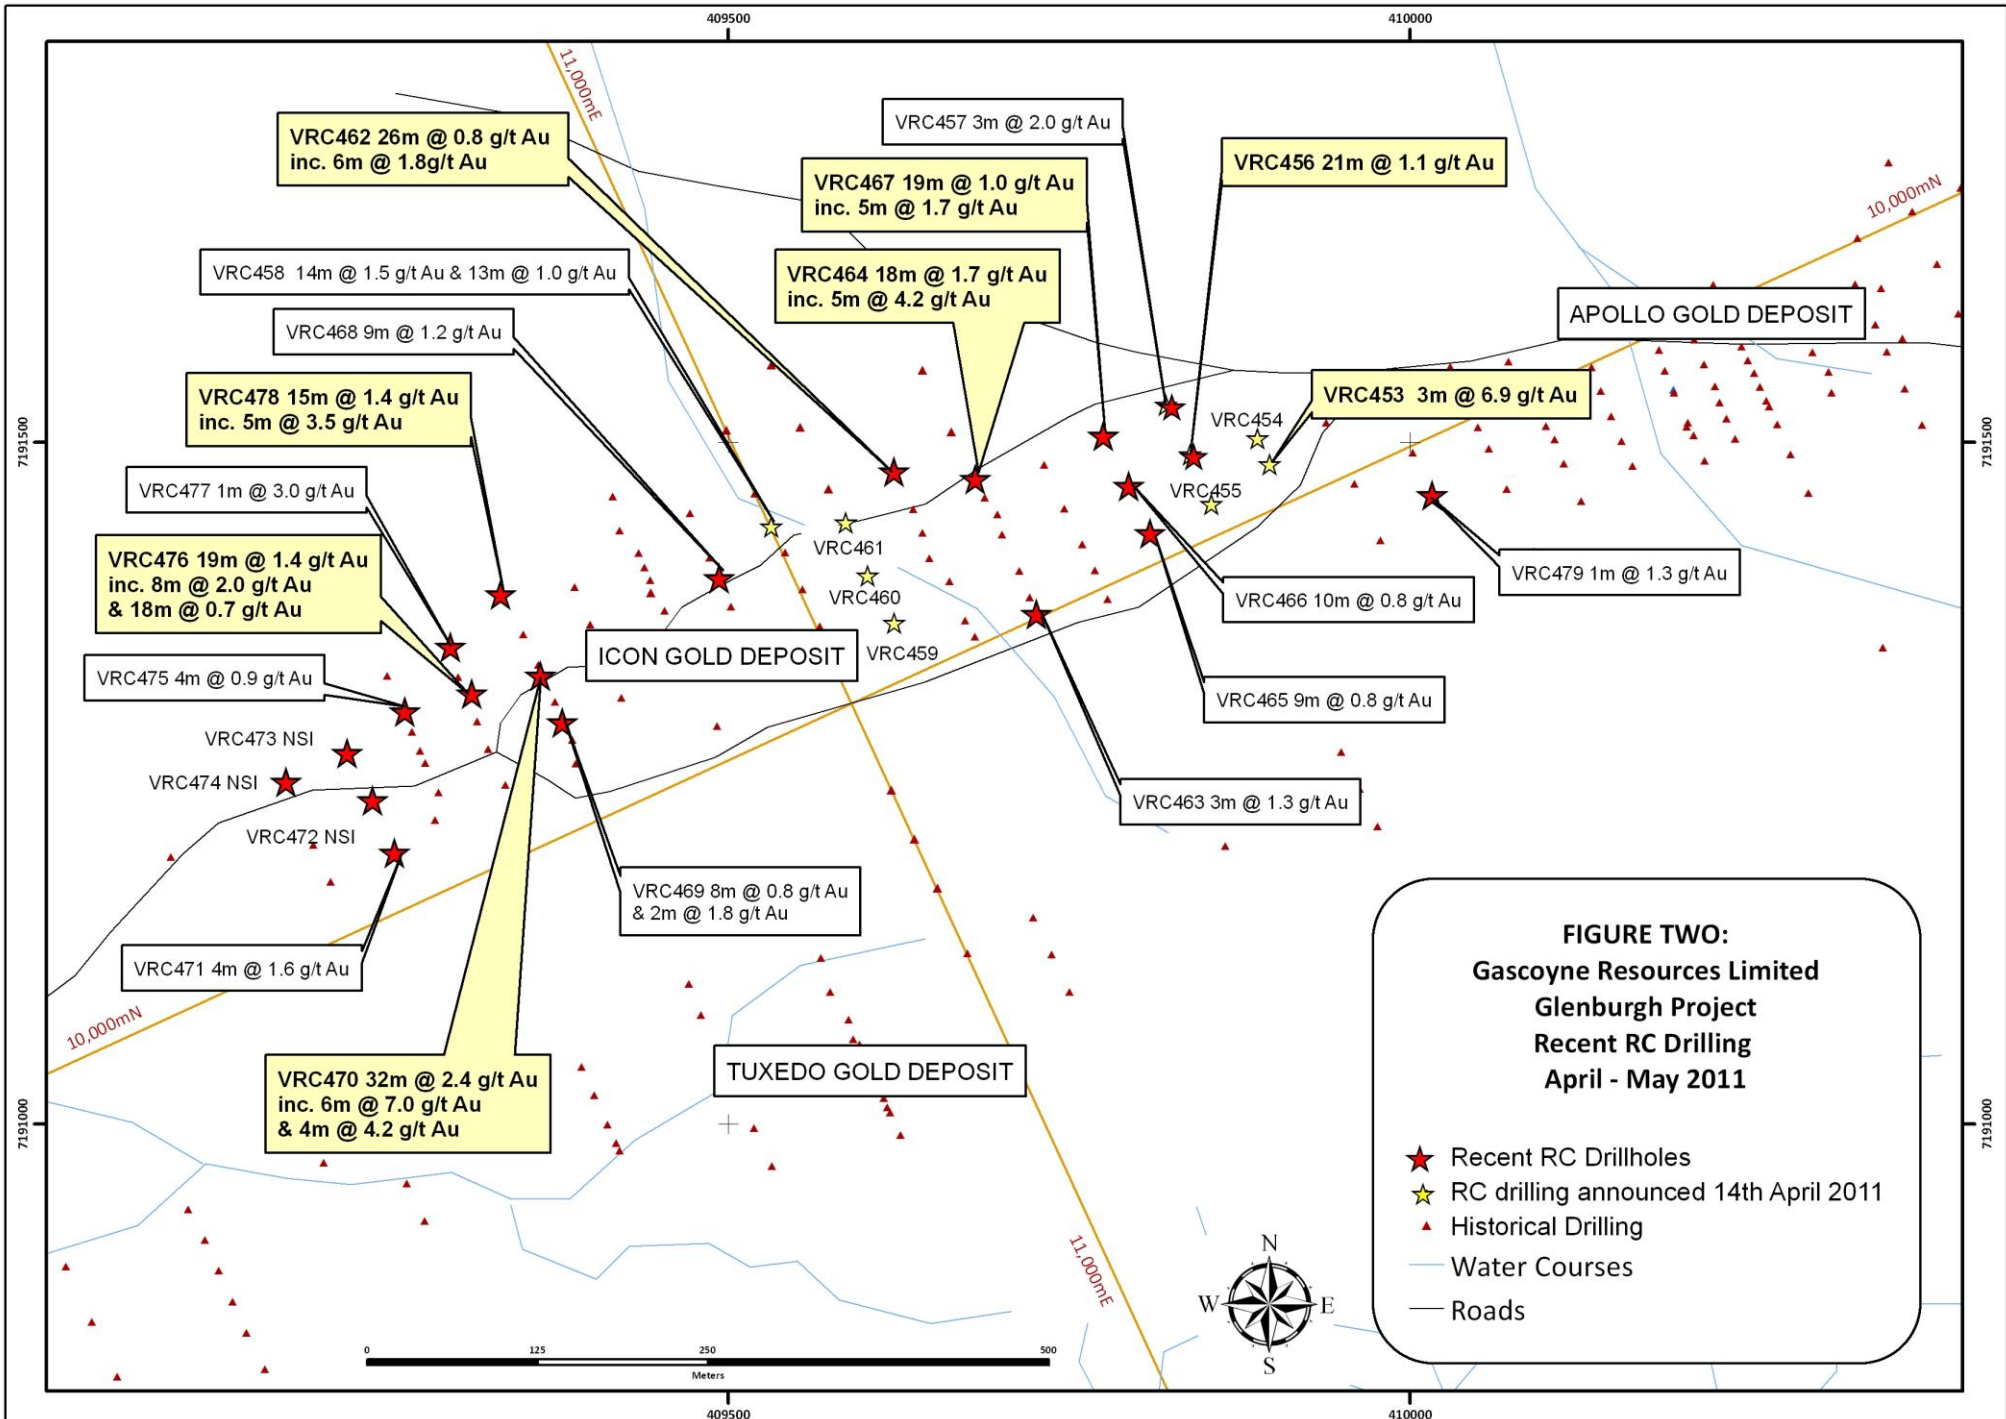 409500
410000
11,000mE
VRC462 26m @ 0.8 g/t Au
inc. 6m @ 1.8g/t Au
VRC457 3m @ 2.0 g/t Au
VRC467 19m @ 1.0 g/t Au
inc. 5m @ 1.7 g/t Au
VRC456 21m @ 1.1 g/t Au
10,000mN
VRC458 14m @ 1.5 g/t Au & 13m @ 1.0 g/t Au
VRC464 18m @ 1.7 g/t Au
inc. 5m @ 4.2 g/t Au
APOLLO GOLD DEPOSIT
VRC468 9m @ 1.2 g/t Au
VRC478 15m @ 1.4 g/t Au
inc. 5m @ 3.5 g/t Au
VRC453 3m @ 6.9 g/t Au
VRC454
7191500
7191500
VRC477 1m @ 3.0 g/t Au
VRC455
VRC461
VRC476 19m @ 1.4 g/t Au
inc. 8m @ 2.0 g/t Au
& 18m @ 0.7 g/t Au
VRC479 1m @ 1.3 g/t Au
VRC460
VRC466 10m @ 0.8 g/t Au
ICON GOLD DEPOSIT
VRC459
VRC475 4m @ 0.9 g/t Au
VRC465 9m @ 0.8 g/t Au
VRC473 NSI
VRC474 NSI
VRC463 3m @ 1.3 g/t Au
VRC472 NSI
VRC469 8m @ 0.8 g/t Au
& 2m @ 1.8 g/t Au
VRC471 4m @ 1.6 g/t Au
10,000mN
TUXEDO GOLD DEPOSIT
VRC470 32m @ 2.4 g/t Au
inc. 6m @ 7.0 g/t Au
& 4m @ 4.2 g/t Au
7191000
7191000
FIGURE TWO:
Gascoyne Resources Limited
Glenburgh Project
Recent RC Drilling
April - May 2011
Recent RC Drillholes
RC drilling announced 14th April 2011
Historical Drilling
Water Courses
Roads
11,000mE
N
W E
S
0 125 250 500
Meters
409500
410000